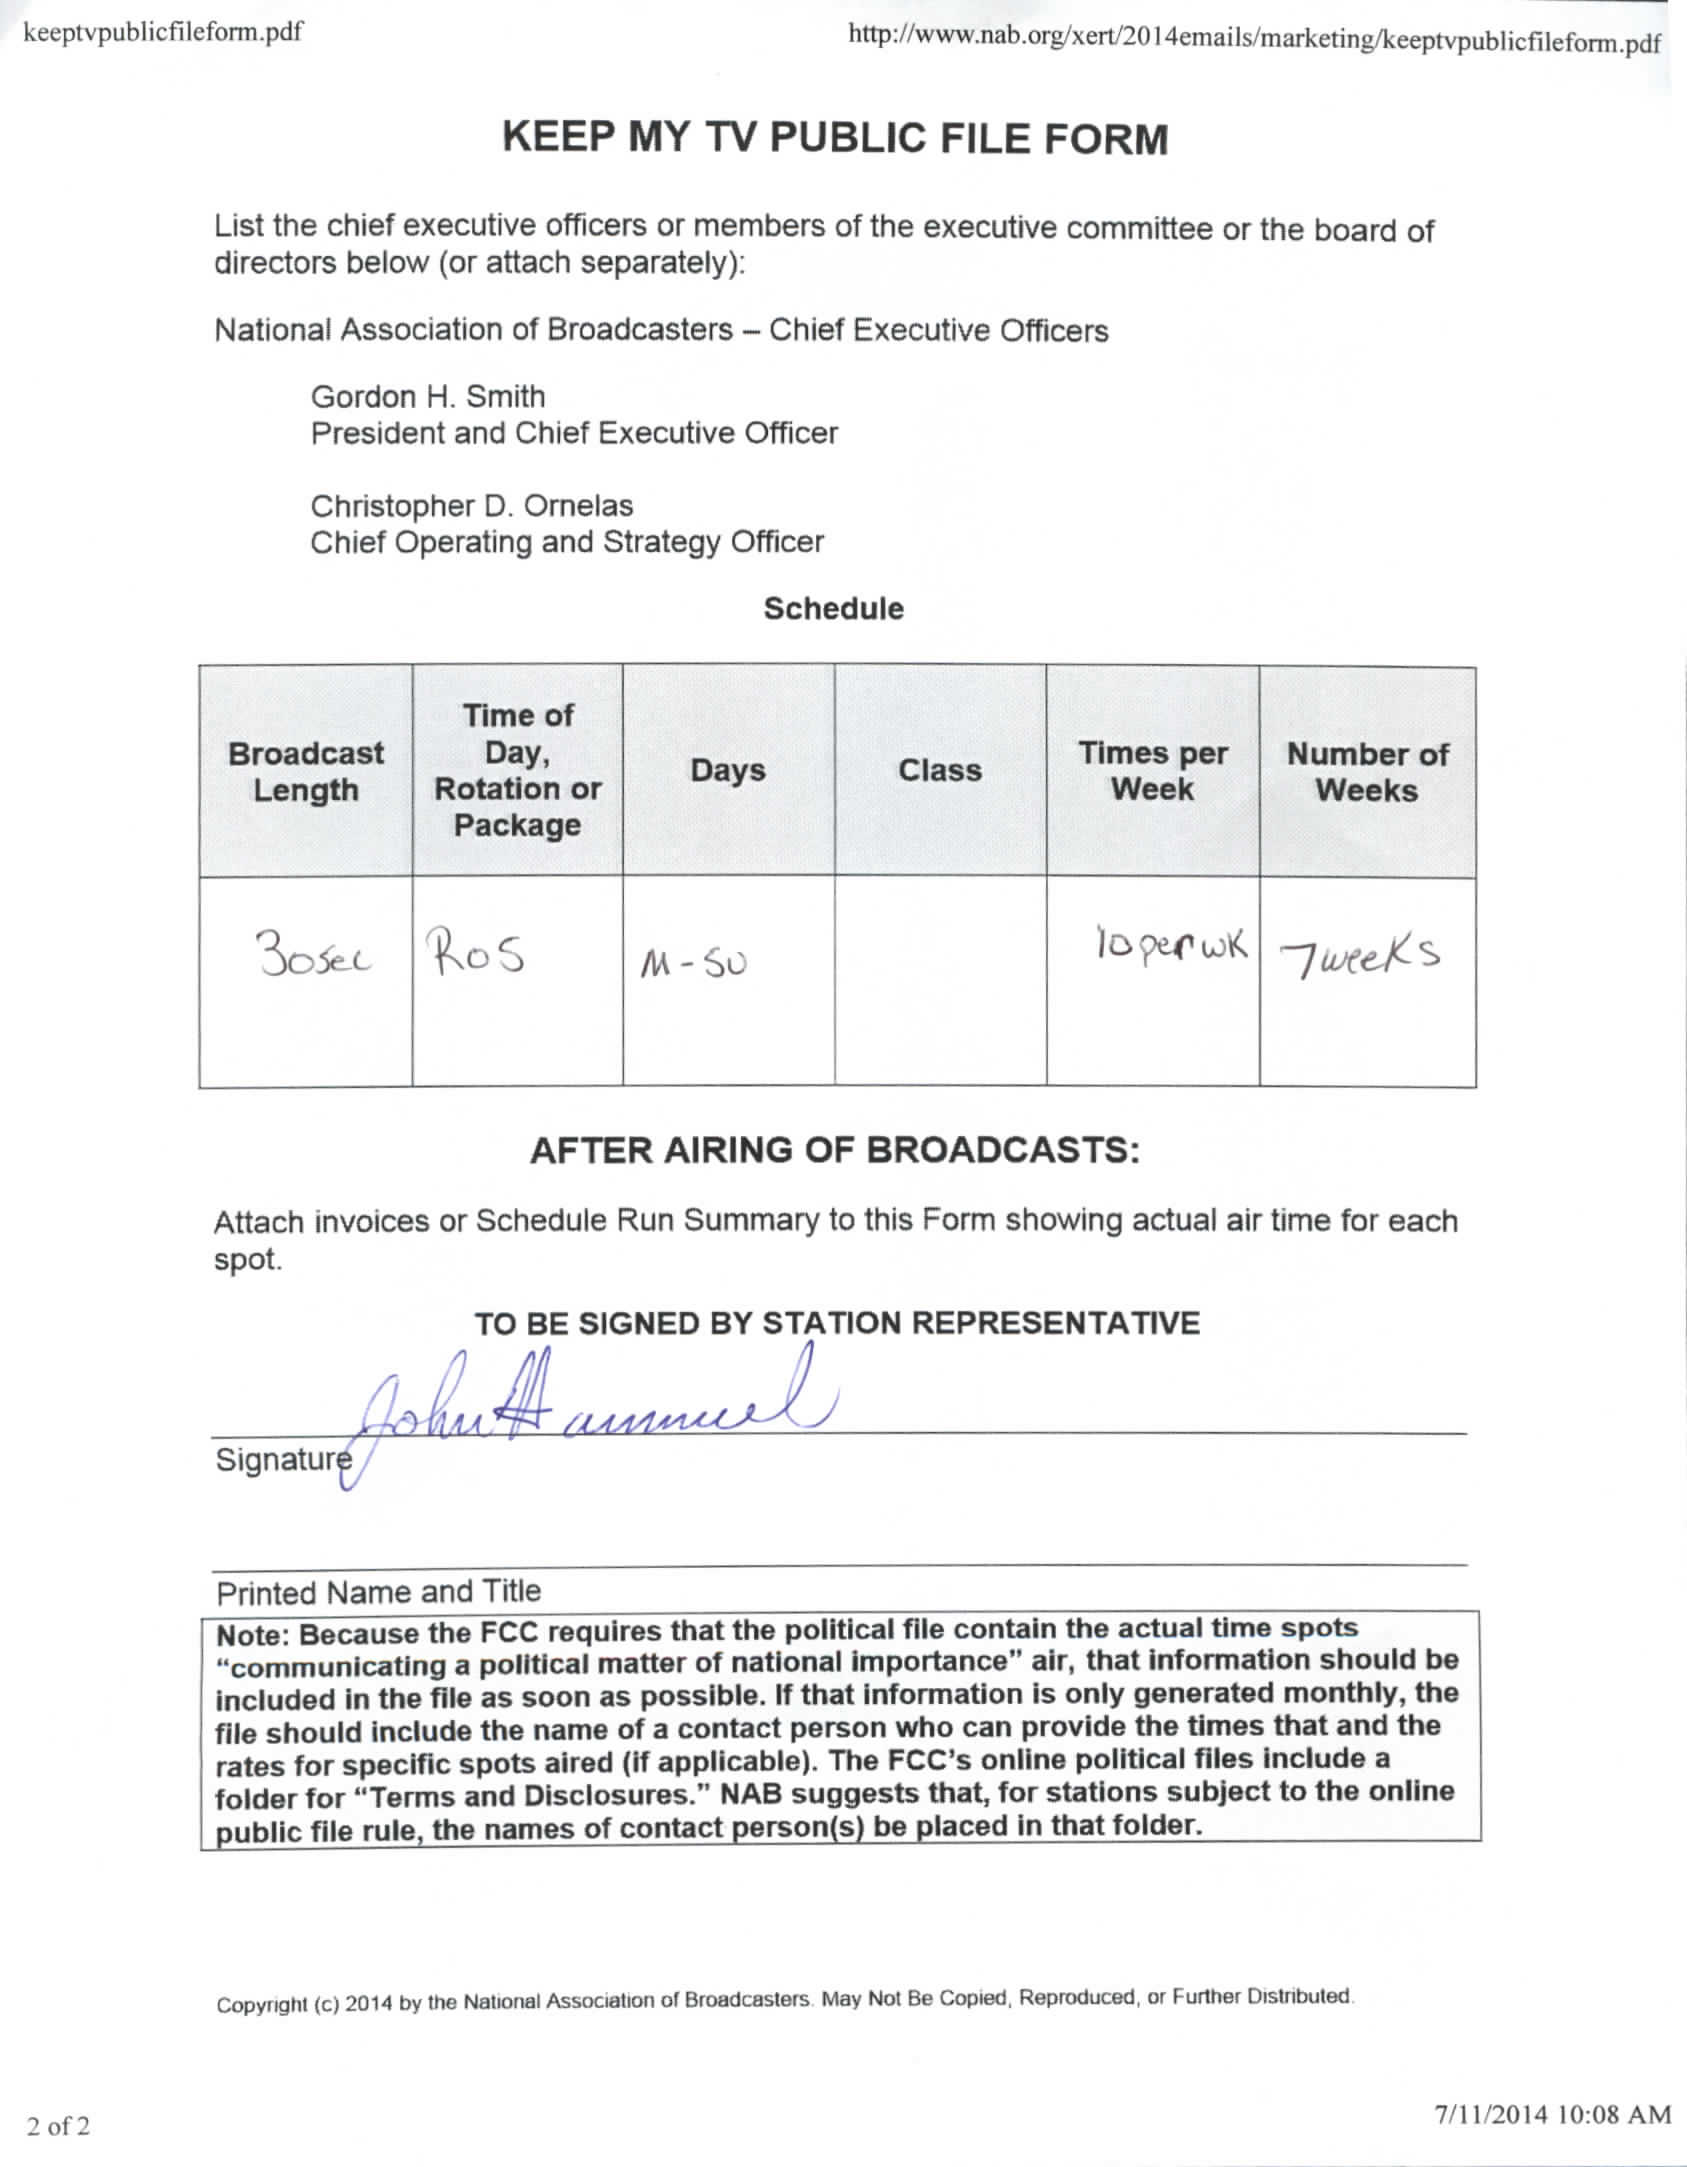 keeptvpublicfileform.pdf
http://www.nab.org/xert/2014emails/marketing/keeptvpublicfileform.pdf
KEEP MY TV PUBLIC FILE FORM
List the chief executive officers or members of the executive committee or the board of
directors below (or attach separately):
National Association of Broadcasters – Chief Executive Officers
Gordon H. Smith
President and Chief Executive Officer
Christopher D. Ornelas
Chief Operating and Strategy Officer
Schedule
Broadcast
Length
Time of
Day,
Rotation or
Package
Days
Class
Times per
Week
Number of
Weeks
30sec
ROS
M-SU
10 per wk
7 weeks
AFTER AIRING OF BROADCASTS:
Attach invoices or Schedule Run Summary to this Form showing actual air time for each
spot.
TO BE SIGNED BY STATION REPRESENTATIVE
John Hammel
Signature
Printed Name and Title
Note: Because the FCC requires that the political file contain the actual time spots
“communicating a political matter of national importance” air, that information should be
included in the file as soon as possible. If that information is only generated monthly, the
file should include the name of a contact person who can provide the times that and the
rates for specific spots aired (if applicable). The FCC’s online political files include a
folder for “Terms and Disclosures.” NAB suggests that, for stations subject to the online
public file rule, the names of contact person(s) be placed in that folder.
Copyright (c) 2014 by the National Association of Broadcasters. May Not Be Copied, Reproduced, or Further Distributed.
2 of 2
7/11/2014 10:08 AM